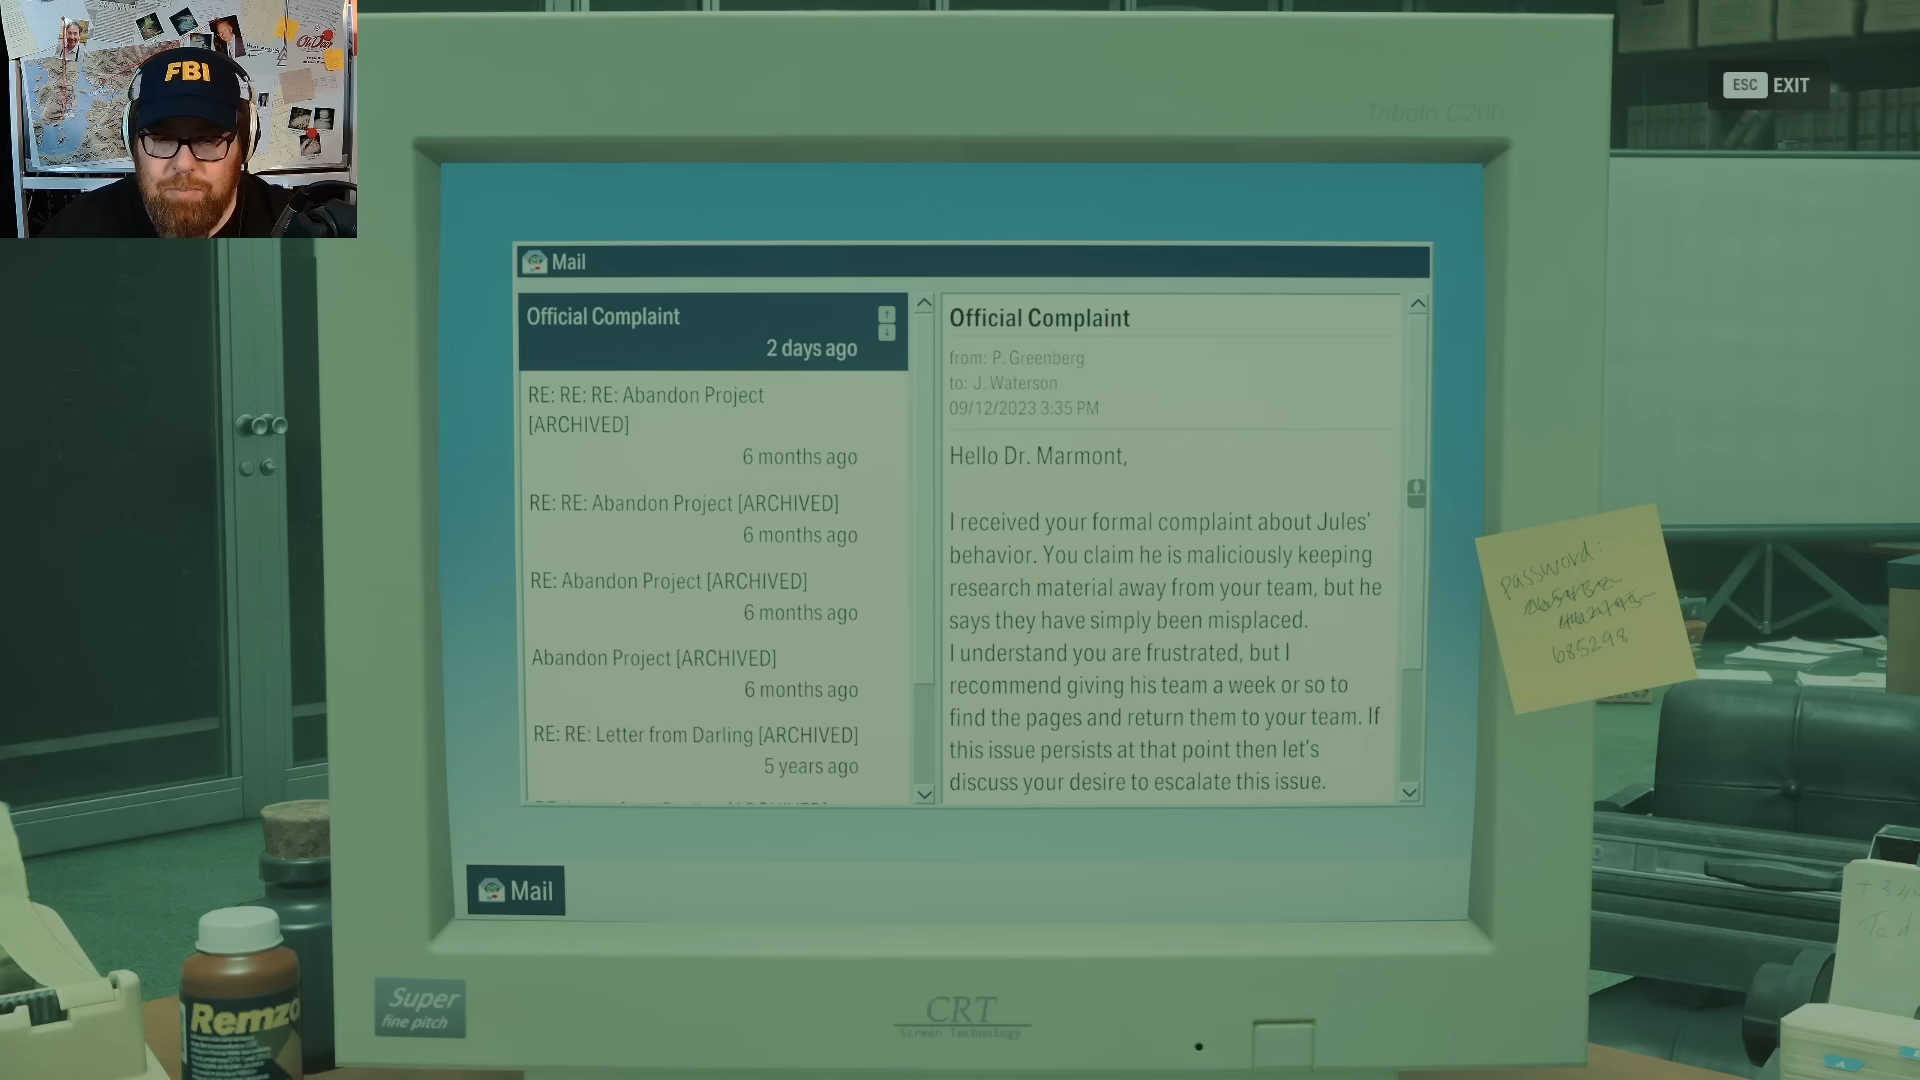 FBI
ESC EXIT
Tribolo C200
Mail
Official Complaint
2 days ago
RE: RE: RE: Abandon Project
[ARCHIVED]
6 months ago
RE: RE: Abandon Project [ARCHIVED]
6 months ago
RE: Abandon Project [ARCHIVED]
6 months ago
Abandon Project [ARCHIVED]
6 months ago
RE: RE: Letter from Darling [ARCHIVED]
5 years ago
Official Complaint
from: P. Greenberg
to: J. Waterson
09/12/2023 3:35 PM
Hello Dr. Marmont,
I received your formal complaint about Jules'
behavior. You claim he is maliciously keeping
research material away from your team, but he
says they have simply been misplaced.
I understand you are frustrated, but I
recommend giving his team a week or so to
find the pages and return them to your team. If
this issue persists at that point then let's
discuss your desire to escalate this issue.
password:
685298
Mail
Super
fine pitch
CRT
Screen Technology
Remzo
Ted